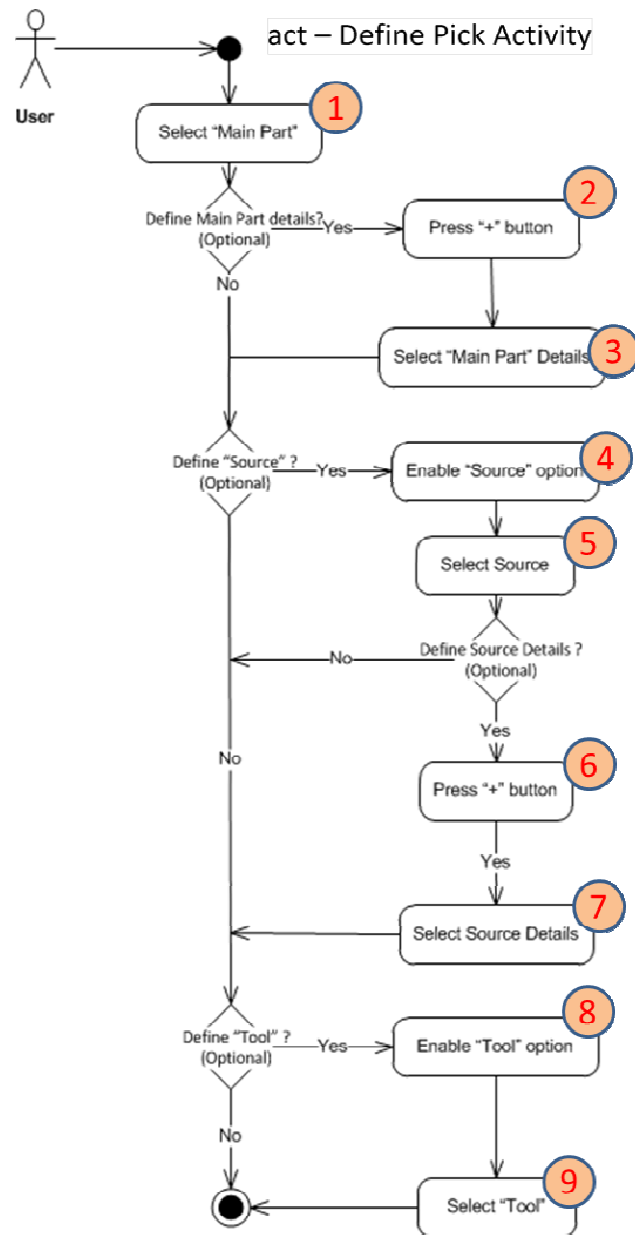 act – Define Pick Activity
User
1
Select "Main Part"
2
Define Main Part details?
(Optional)
Yes
Press "+" button
No
3
Select "Main Part" Details
4
Define "Source" ?
(Optional)
Yes
Enable "Source" option
5
Select Source
Define Source Details ?
(Optional)
No
Yes
No
6
Press "+" button
Yes
7
Select Source Details
8
Define "Tool" ?
(Optional)
Yes
Enable "Tool" option
No
9
Select "Tool"